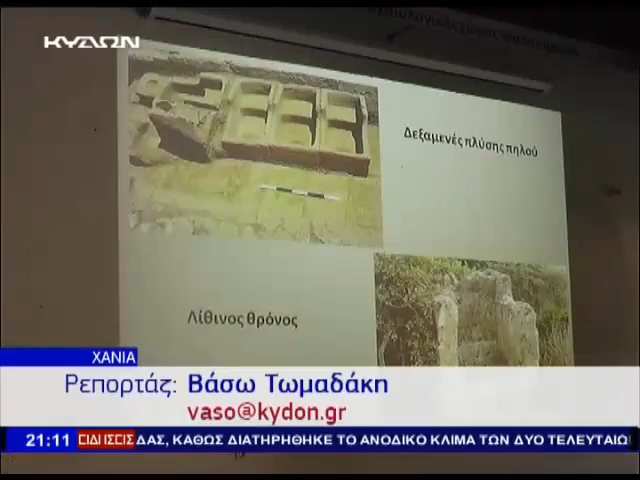 ΚΥΔΩΝ
Δεξαμενές πλύσης πηλού
Λίθινος θρόνος
ΧΑΝΙΑ
Ρεπορτάζ: Βάσω Τωμαδάκη
vaso@kydon.gr
21:11 ΕΙΔΙΣΕΙΣ ΔΑΣ, ΚΑΘΩΣ ΔΙΑΤΗΡΗΘΗΚΕ ΤΟ ΑΝΟΔΙΚΟ ΚΛΙΜΑ ΤΩΝ ΔΥΟ ΤΕΛΕΥΤΑΙΩ